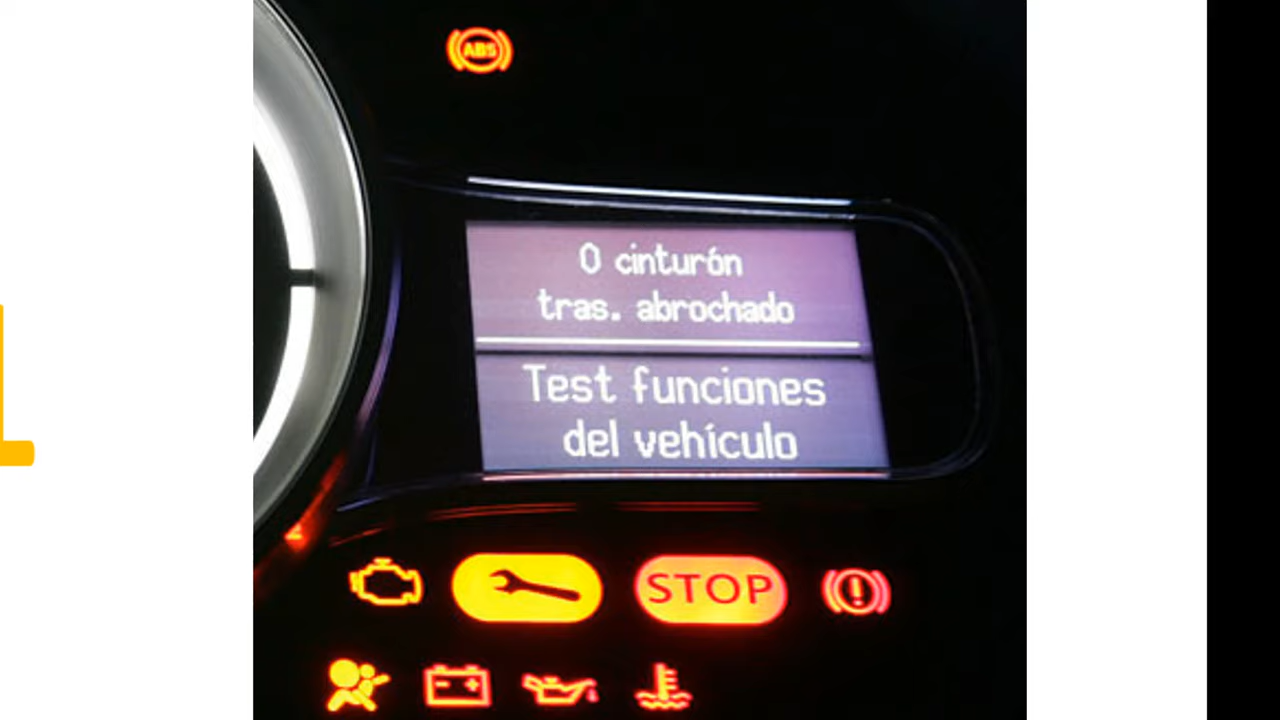 ABS
0 cinturón
tras. abrochado
Test funciones
del vehículo
STOP